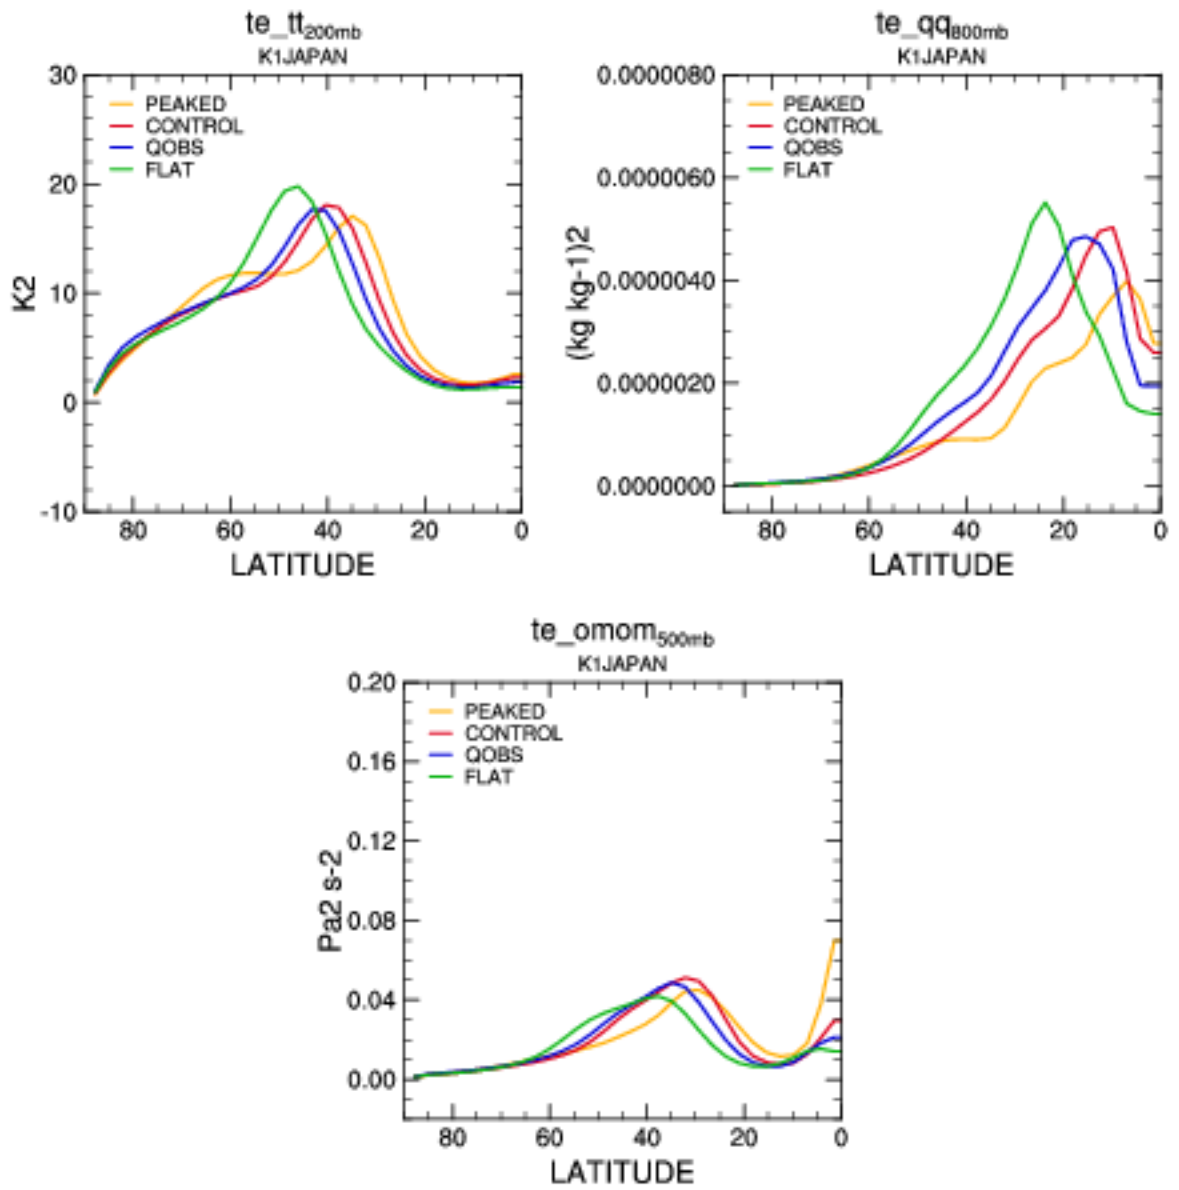 te_tt200mb
K1JAPAN
30
20
10
0
-10
K2
PEAKED
CONTROL
QOBS
FLAT
80 60 40 20 0
LATITUDE
te_qq800mb
K1JAPAN
0.0000080
0.0000060
0.0000040
0.0000020
0.0000000
(kg kg-1)2
PEAKED
CONTROL
QOBS
FLAT
80 60 40 20 0
LATITUDE
te_omom500mb
K1JAPAN
0.20
0.16
0.12
0.08
0.04
0.00
Pa2 s-2
PEAKED
CONTROL
QOBS
FLAT
80 60 40 20 0
LATITUDE